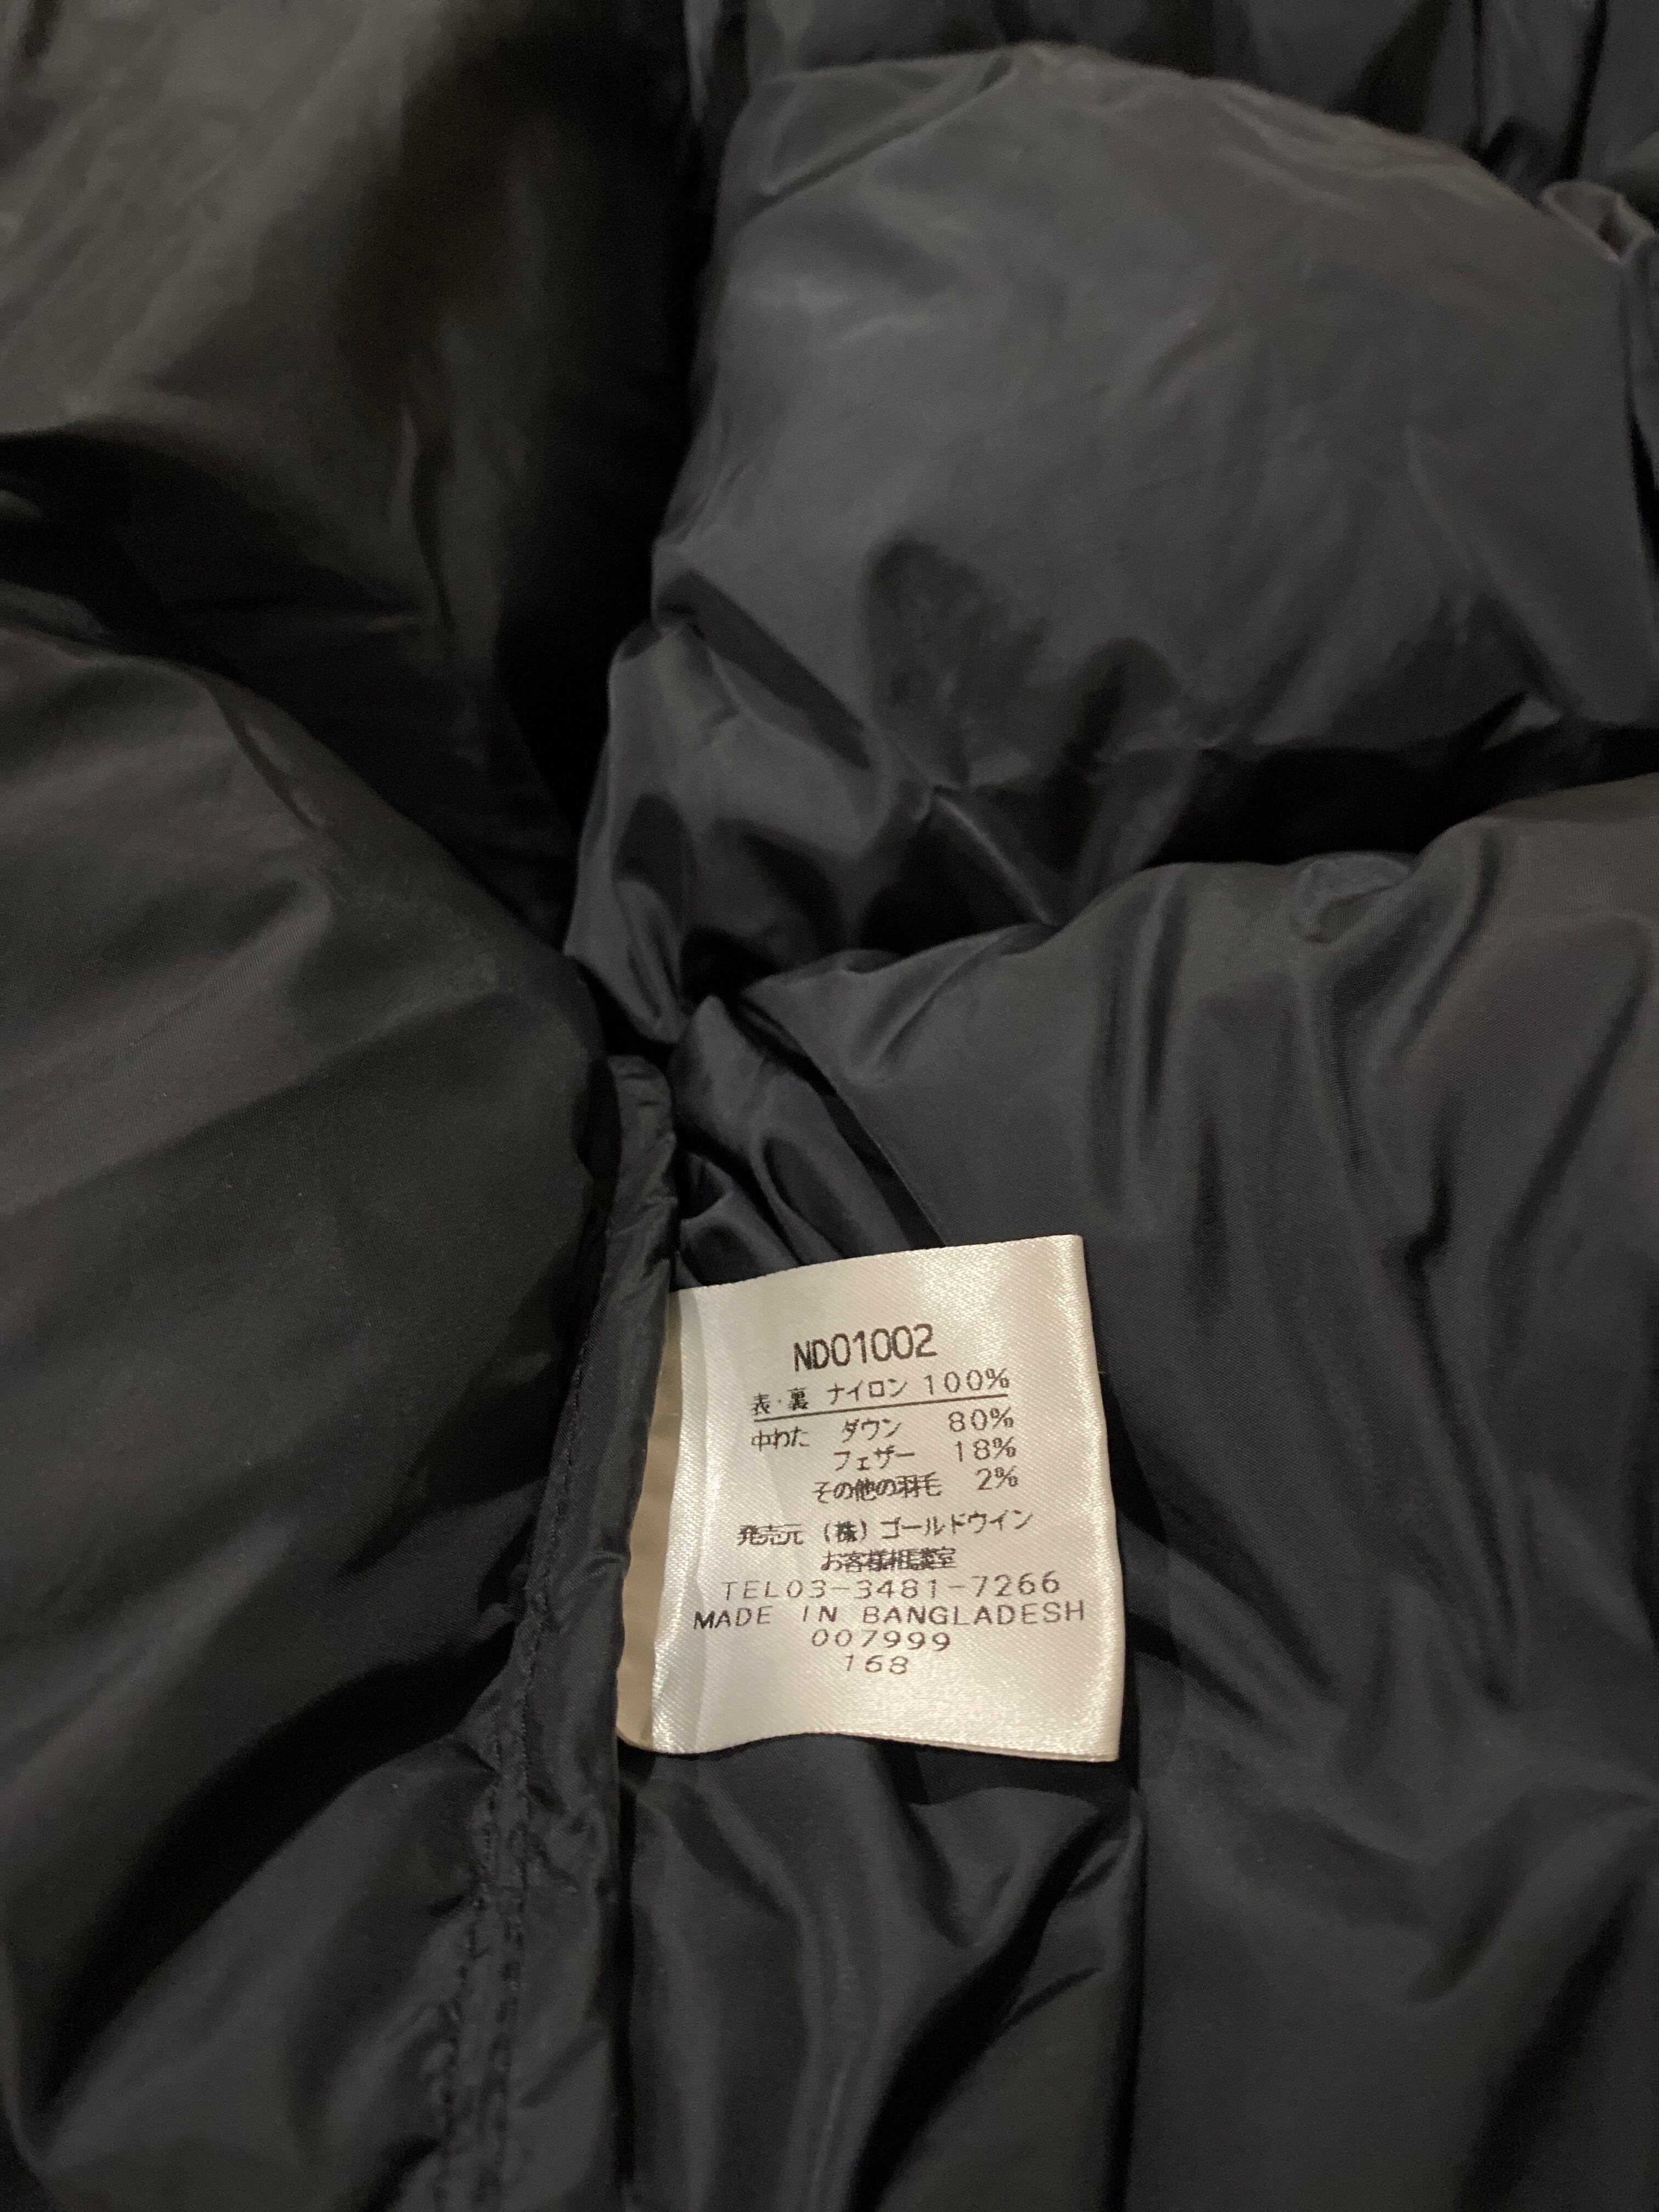 ND01002
表・裏 ナイロン 100%
中わた ダウン 80%
フェザー 18%
その他の羽毛 2%
発売元 (株)ゴールドウイン
お客様相談室
TEL03-3481-7266
MADE IN BANGLADESH
007999
168